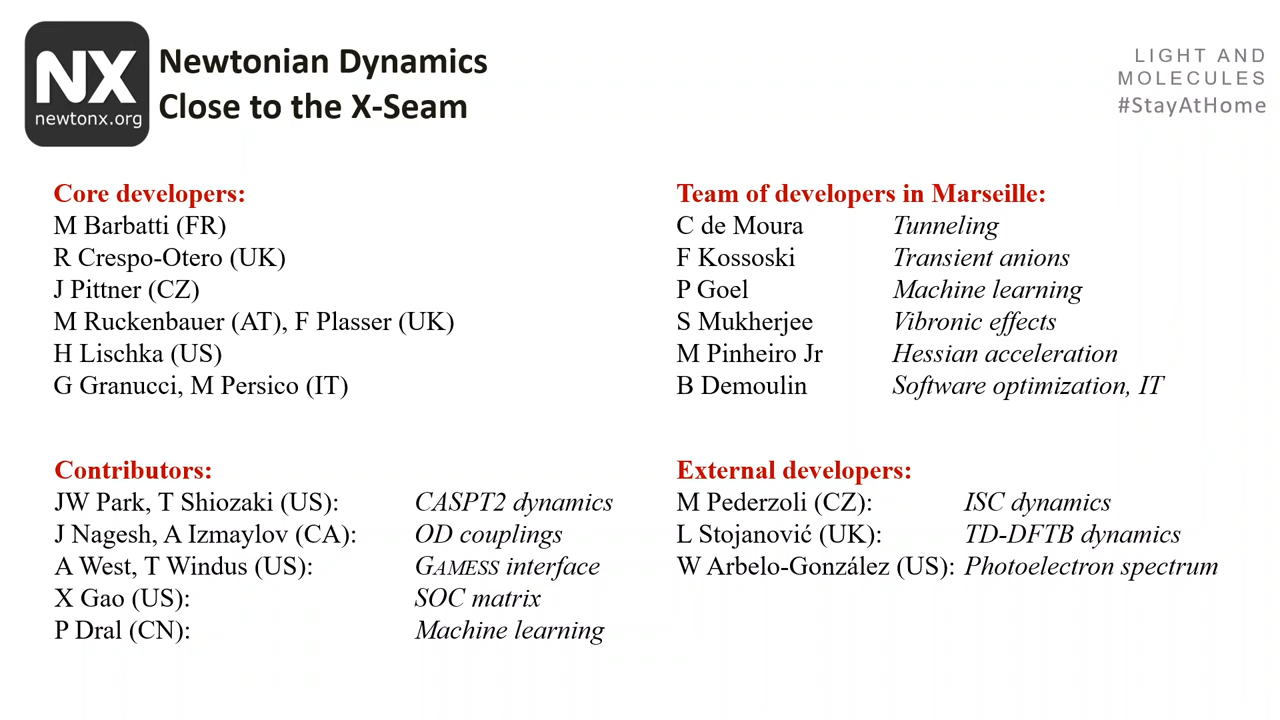 NX
newtonx.org
Newtonian Dynamics
Close to the X-Seam
LIGHT AND
MOLECULES
#StayAtHome
Core developers:
M Barbatti (FR)
R Crespo-Otero (UK)
J Pittner (CZ)
M Ruckenbauer (AT), F Plasser (UK)
H Lischka (US)
G Granucci, M Persico (IT)
Team of developers in Marseille:
C de Moura Tunneling
F Kossoski Transient anions
P Goel Machine learning
S Mukherjee Vibronic effects
M Pinheiro Jr Hessian acceleration
B Demoulin Software optimization, IT
Contributors:
JW Park, T Shiozaki (US): CASPT2 dynamics
J Nagesh, A Izmaylov (CA): OD couplings
A West, T Windus (US): GAMESS interface
X Gao (US): SOC matrix
P Dral (CN): Machine learning
External developers:
M Pederzoli (CZ): ISC dynamics
L Stojanović (UK): TD-DFTB dynamics
W Arbelo-González (US): Photoelectron spectrum